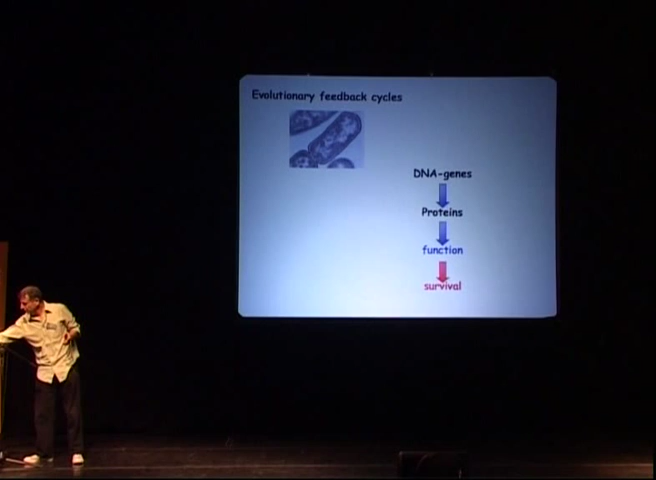 Evolutionary feedback cycles
DNA-genes
Proteins
function
survival